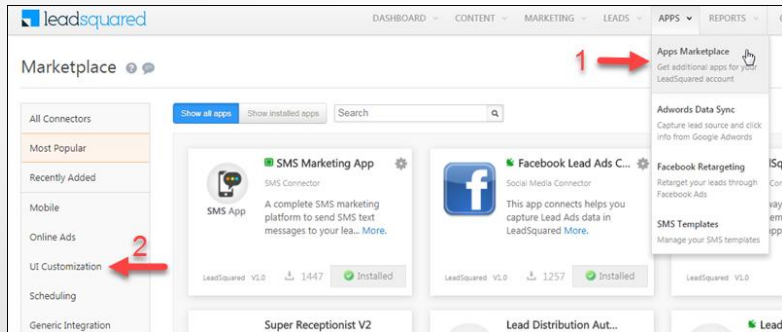 leadsquared
DASHBOARD CONTENT MARKETING LEADS APPS REPORTS
Marketplace
1
Apps Marketplace
Get additional apps for your
LeadSquared account
Adwords Data Sync
Capture lead source and click
info from Google Adwords
Facebook Retargeting
Retarget your leads through
Facebook Ads
SMS Templates
Manage your SMS templates
All Connectors
Most Popular
Recently Added
Mobile
Online Ads
2
UI Customization
Scheduling
Generic Integration
Show all apps Show installed apps Search
SMS Marketing App
SMS Connector
SMS App
A complete SMS marketing
platform to send SMS text
messages to your lea... More.
LeadSquared V1.0 1447 Installed
Facebook Lead Ads C...
Social Media Connector
This app connects helps you
capture Lead Ads data in
LeadSquared More.
LeadSquared V1.0 1257 Installed
LeadSquared V1.0
Super Receptionist V2
Lead Distribution Aut...
Lead